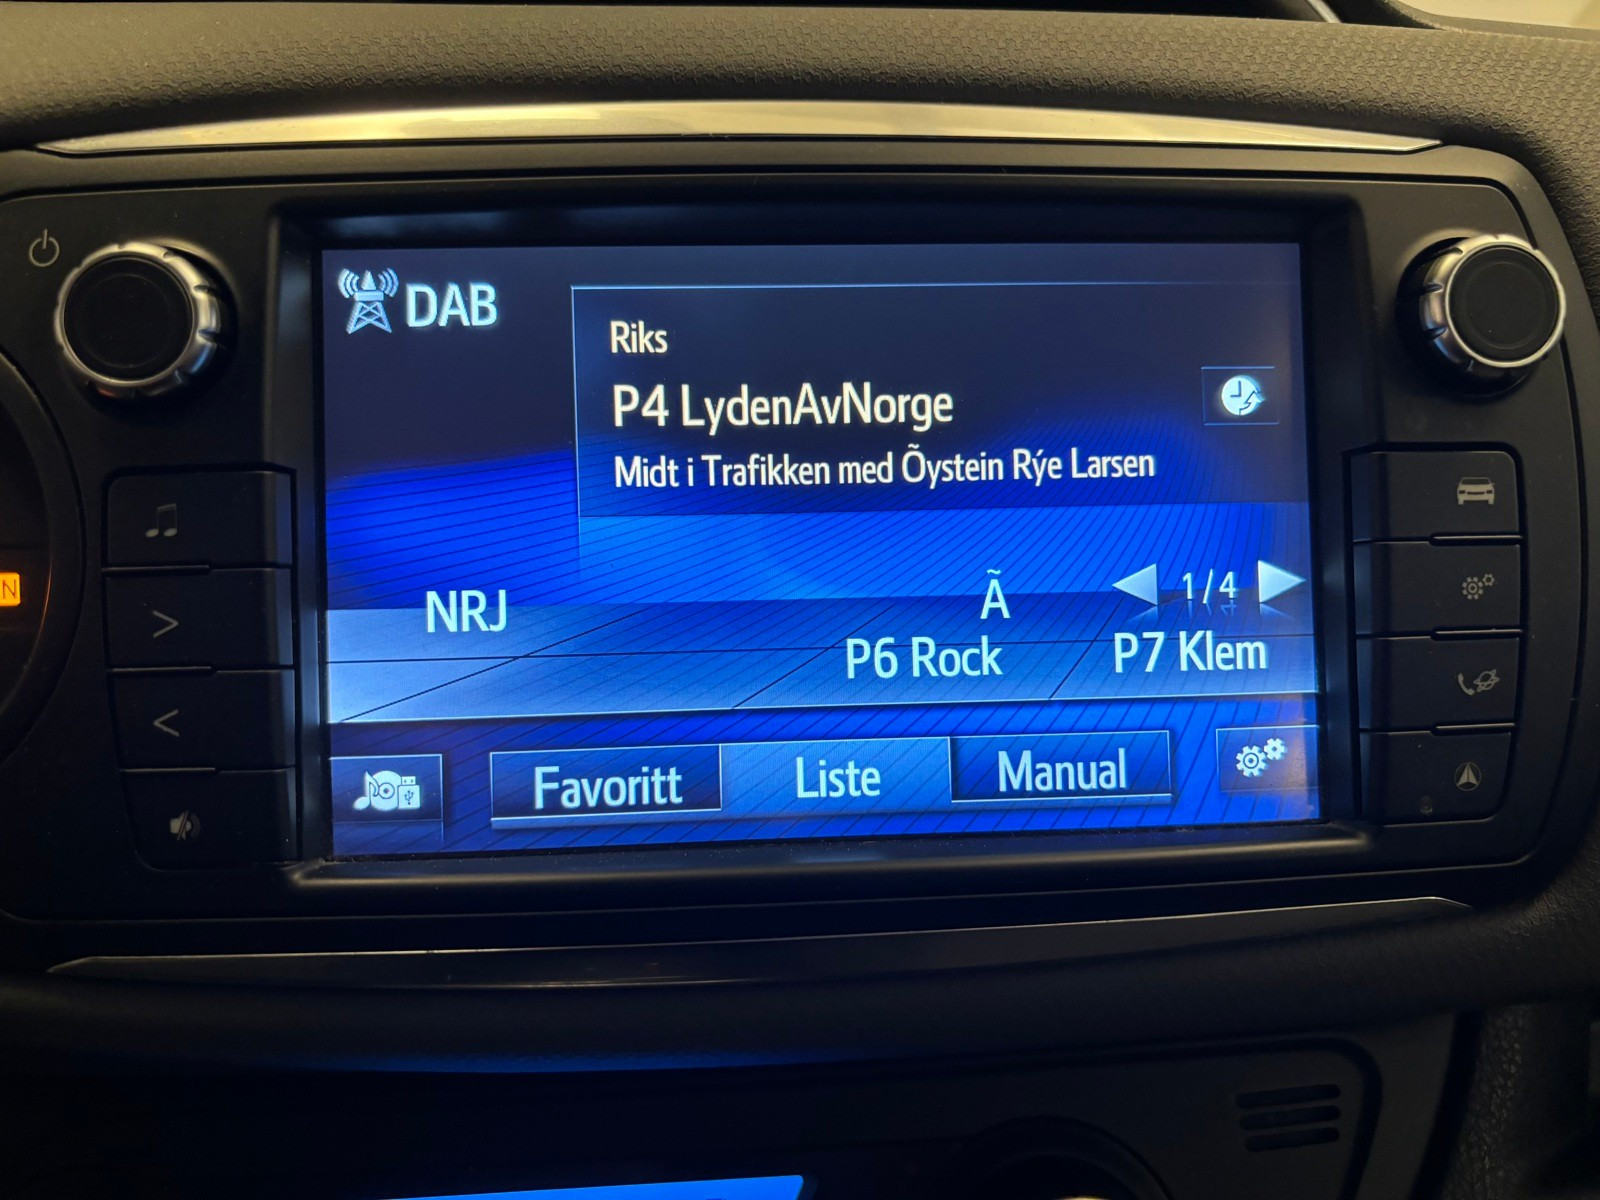 DAB
Riks
P4 LydenAvNorge
Midt i Trafikken med Õystein Rýe Larsen
NRJ
Ã
1/4
P6 Rock
P7 Klem
Favoritt
Liste
Manual
N